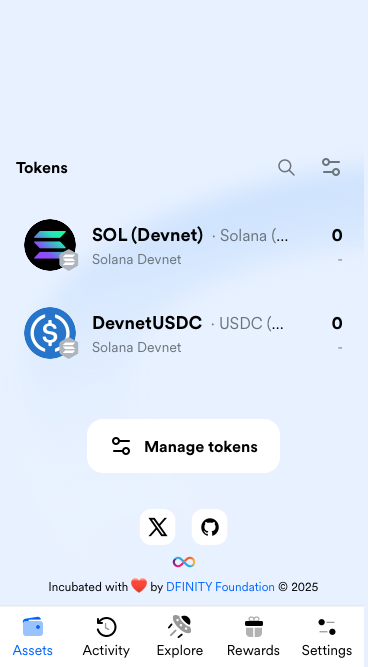 Tokens
SOL (Devnet) · Solana (... 0
Solana Devnet -
DevnetUSDC · USDC (... 0
Solana Devnet -
Manage tokens
Incubated with ❤️ by DFINITY Foundation © 2025
Assets Activity Explore Rewards Settings